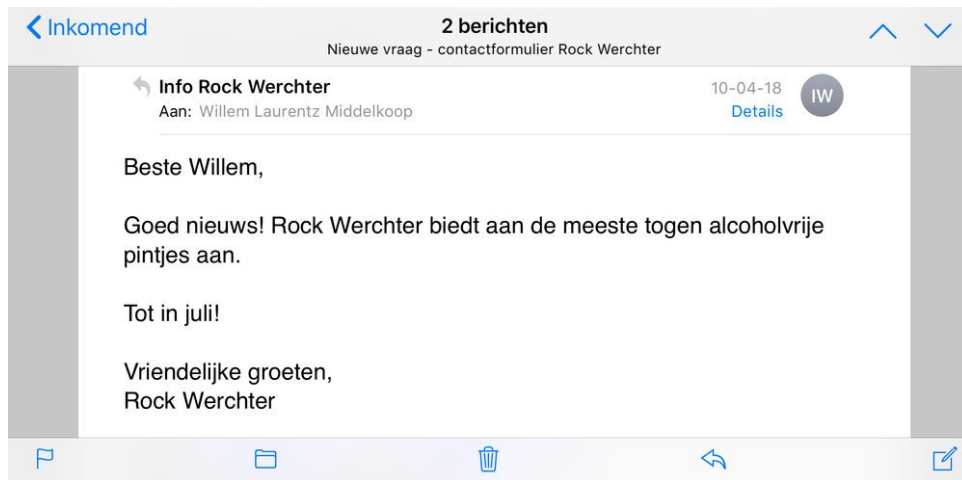 Inkomend
2 berichten
Nieuwe vraag - contactformulier Rock Werchter
Info Rock Werchter
10-04-18
IW
Aan: Willem Laurentz Middelkoop
Details
Beste Willem,
Goed nieuws! Rock Werchter biedt aan de meeste togen alcoholvrije
pintjes aan.
Tot in juli!
Vriendelijke groeten,
Rock Werchter